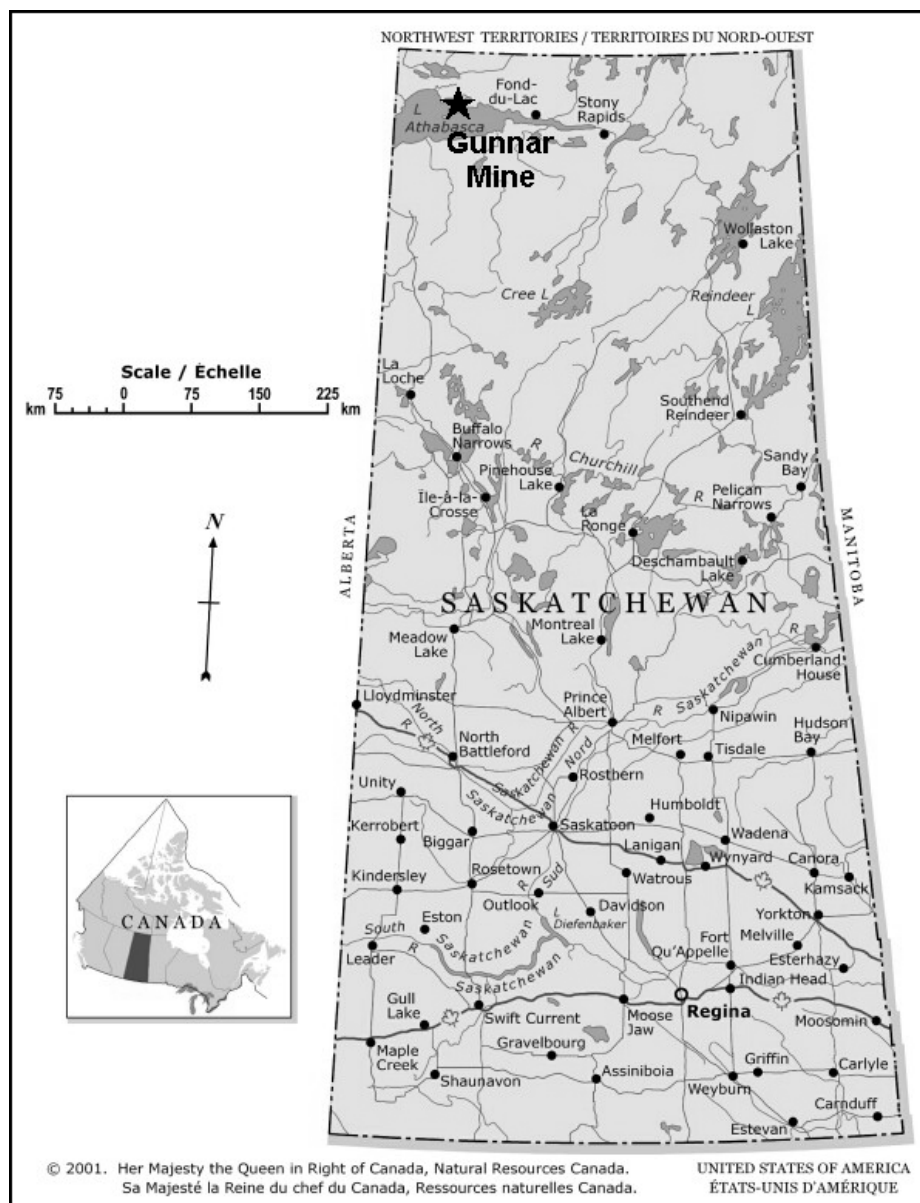 NORTHWEST TERRITORIES / TERRITOIRES DU NORD-OUEST
Fond-
du-Lac
Stony
Rapids
L
Athabasca
Gunnar
Mine
Wollaston
Lake
Cree L
Reindeer
L
Scale / Échelle
75 0 75 150 225
km km
La
Loche
Southend
Reindeer
Buffalo
Narrows
R
Churchill
Sandy
Bay
Pinehouse
Lake
R
Pelican
Narrows
Île-à-la-
Crosse
La
Ronge
N
Deschambault
Lake
ALBERTA
MANITOBA
SASKATCHEWAN
Montreal
Lake
Meadow
Lake
R
Saskatchewan
R
Cumberland
House
Lloydminster
Prince
Albert
Nipawin
North
R
Saskatchewan
R
Nord
Hudson
Bay
North
Battleford
Melfort
Tisdale
Saskatchewan
Rosthern
Unity
Humboldt
Kerrobert
Biggar
Saskatoon
Wadena
Lanigan
Wynyard
Canora
Kindersley
Rosetown
Watrous
Kamsack
R
Sud
Outlook
Davidson
L
Diefenbaker
Yorkton
South
R
Eston
Saskatchewan
Saskatchewan
Leader
Fort
Qu'Appelle
Melville
Esterhazy
Indian Head
CANADA
Gull
Lake
Swift Current
Moose
Jaw
Regina
Moosomin
Maple
Creek
Gravelbourg
Griffin
Carlyle
Shaunavon
Assiniboia
Weyburn
Carnduff
Estevan
© 2001. Her Majesty the Queen in Right of Canada, Natural Resources Canada.
Sa Majesté la Reine du chef du Canada, Ressources naturelles Canada.
UNITED STATES OF AMERICA
ÉTATS-UNIS D'AMÉRIQUE